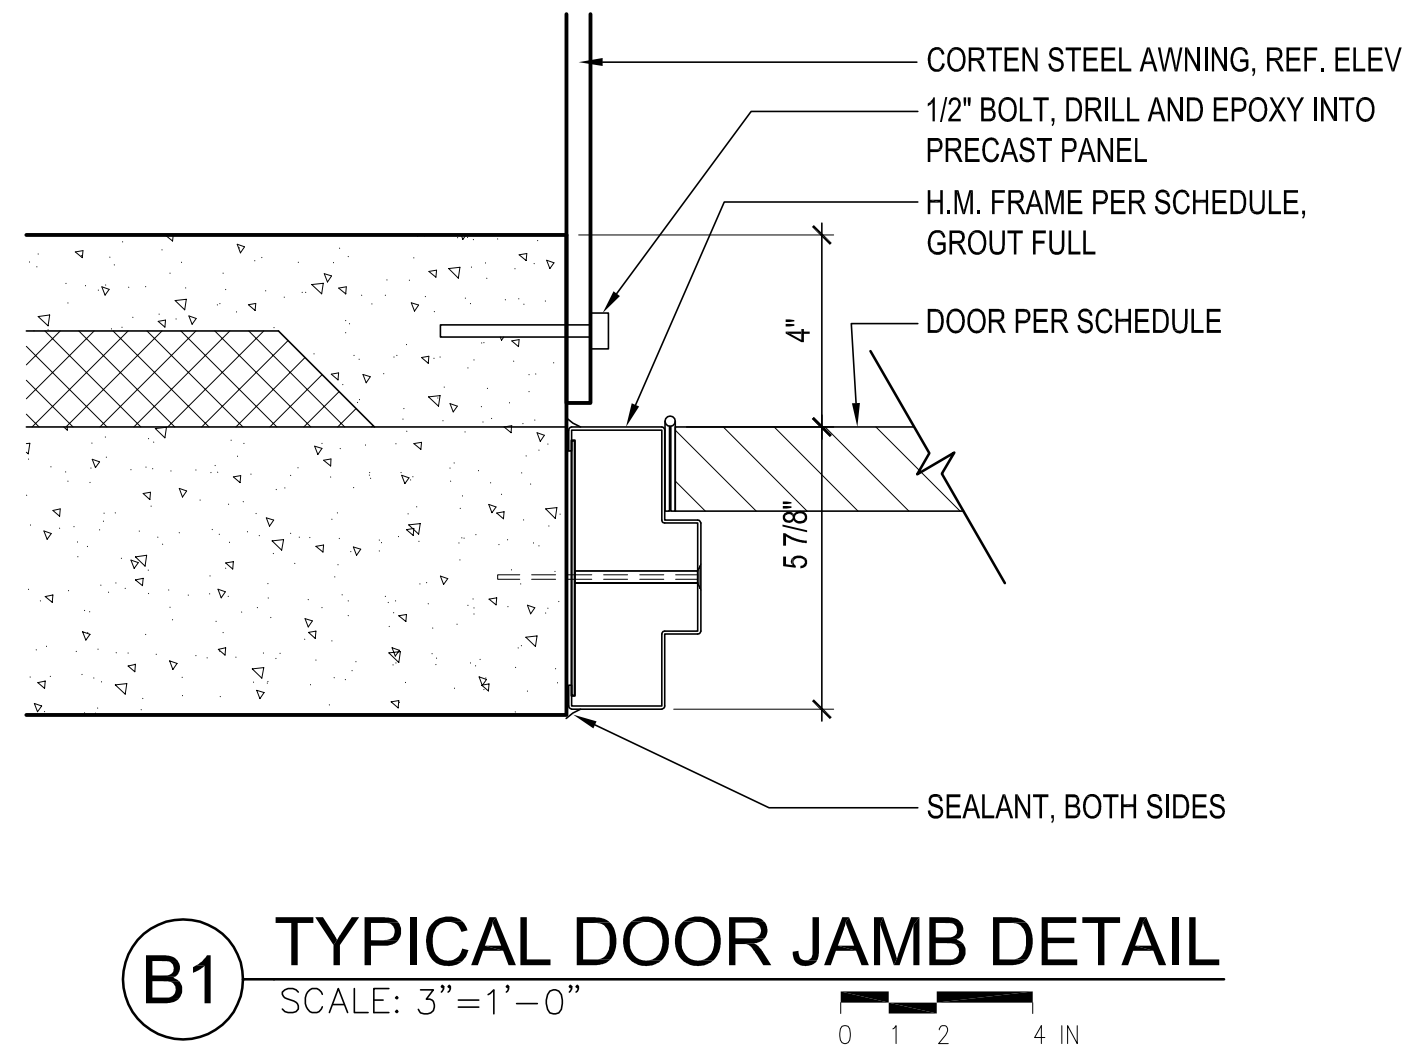 CORTEN STEEL AWNING, REF. ELEV
1/2" BOLT, DRILL AND EPOXY INTO
PRECAST PANEL
H.M. FRAME PER SCHEDULE,
GROUT FULL
4"
DOOR PER SCHEDULE
5 7/8"
SEALANT, BOTH SIDES
B1
TYPICAL DOOR JAMB DETAIL
SCALE: 3"=1'-0"
0 1 2 4 IN